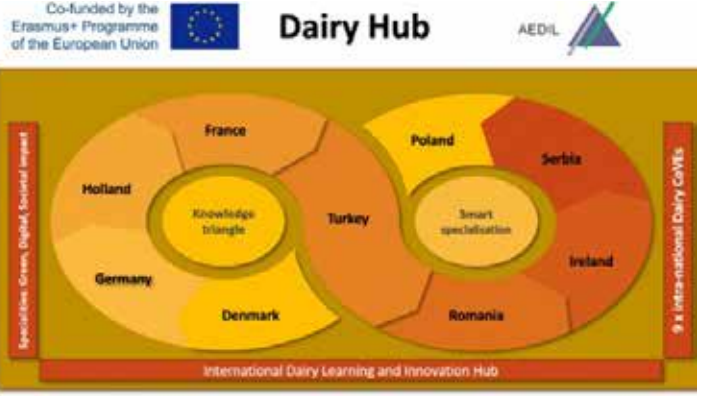 Co-funded by the
Erasmus+ Programme
of the European Union
Dairy Hub
AEDIL
Specialities: Green, Digital, Societal impact
France
Holland
Knowledge
triangle
Germany
Denmark
Turkey
Poland
Serbia
Smart
specialisation
Ireland
Romania
9 x intra-national Dairy CoVEs
International Dairy Learning and Innovation Hub